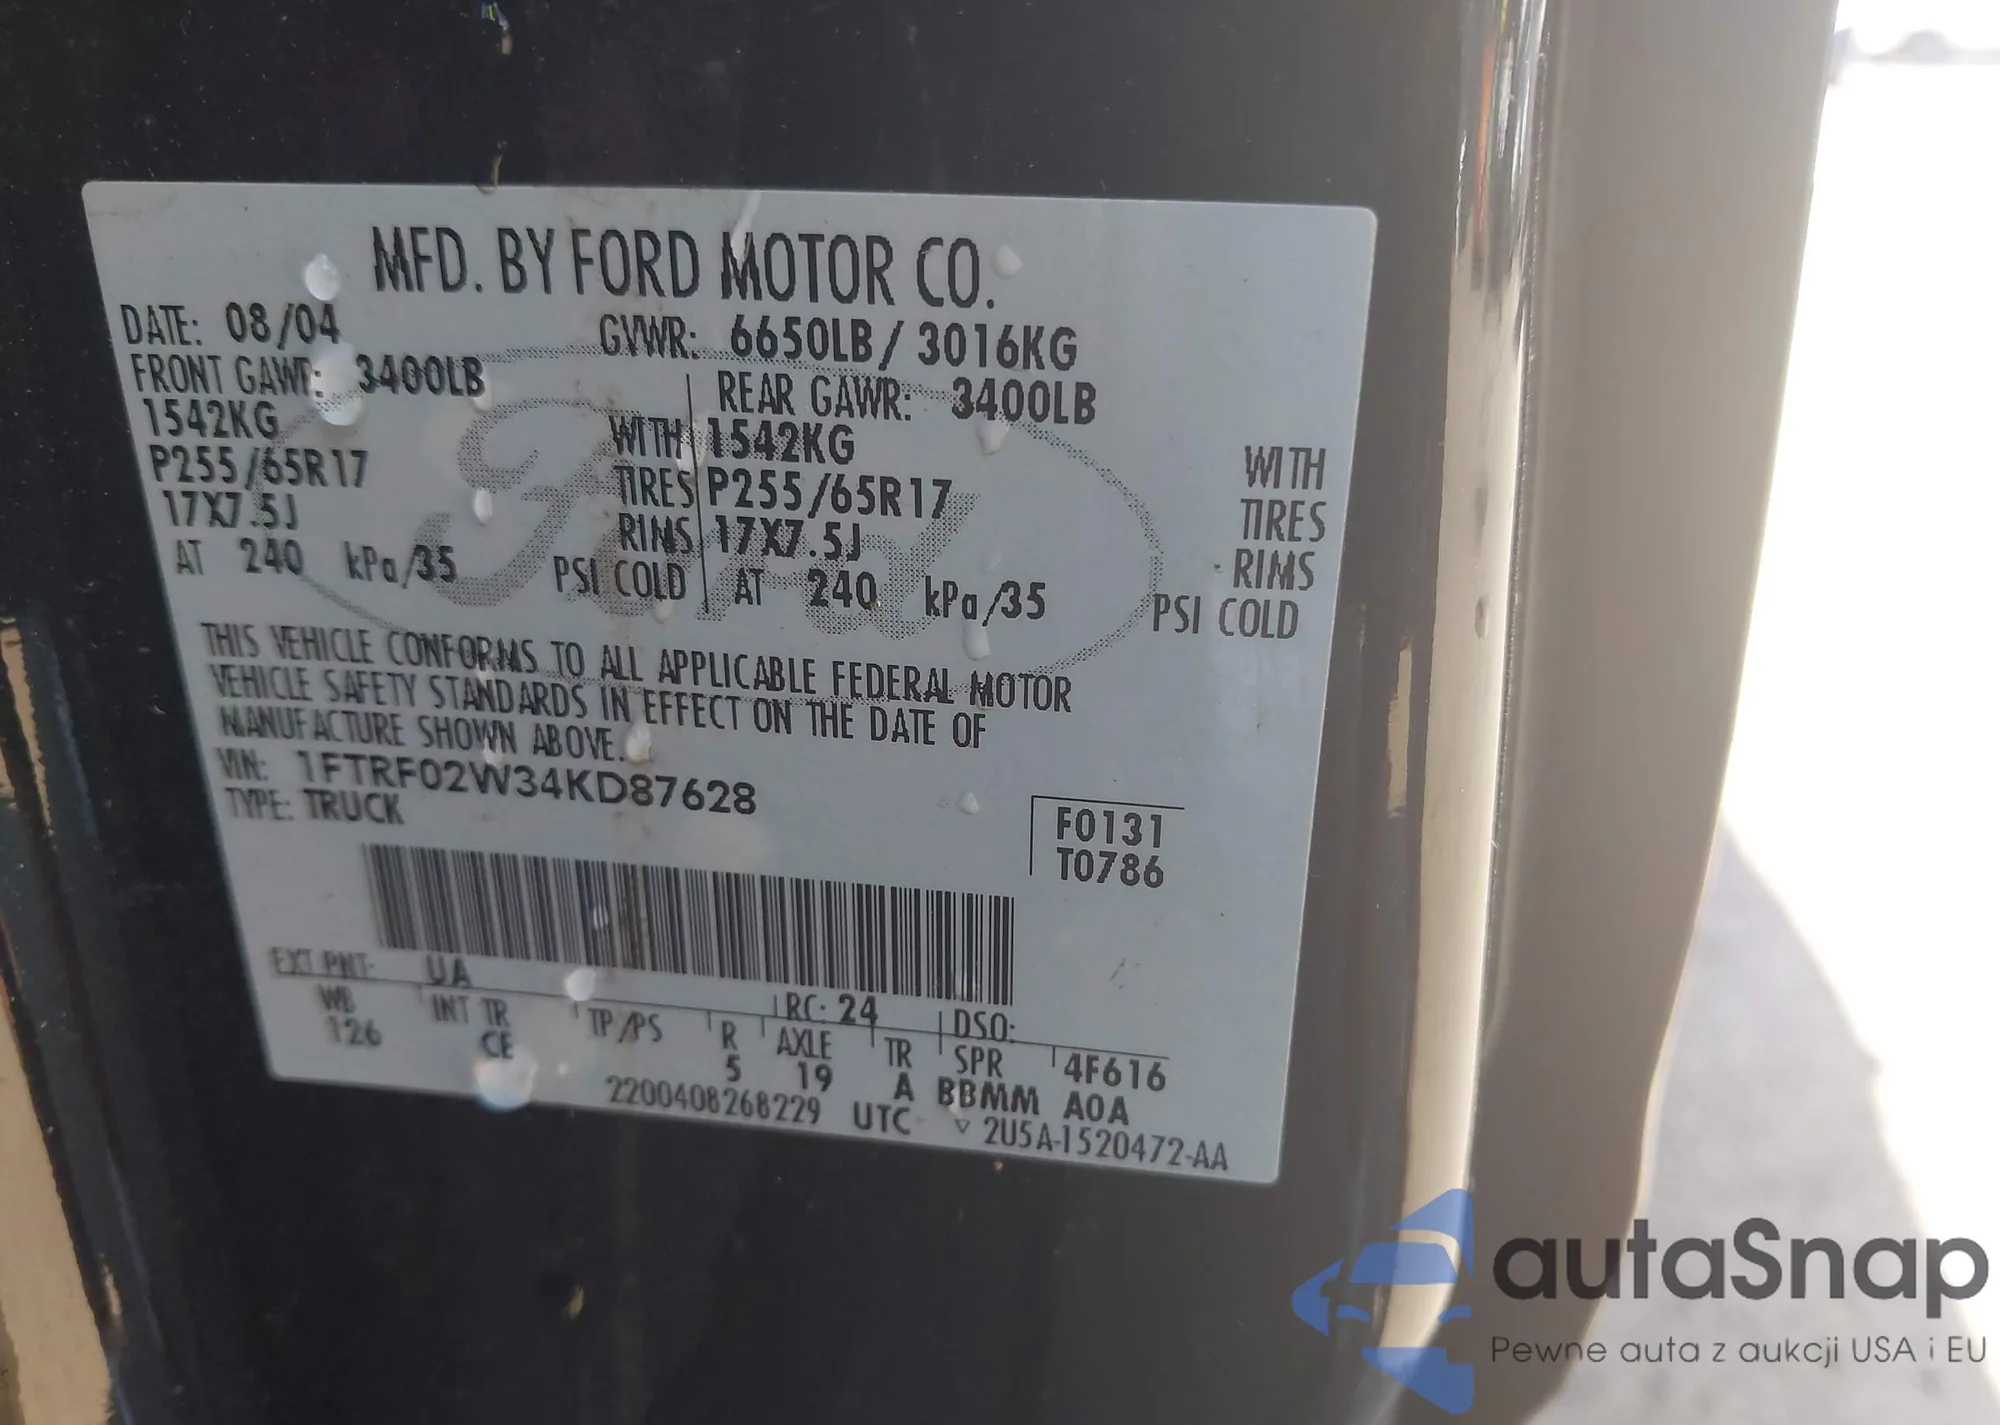 MFD. BY FORD MOTOR CO.
DATE: 08/04 GVWR: 6650LB/3016KG
FRONT GAWR: 3400LB REAR GAWR: 3400LB
1542KG WITH 1542KG WITH
P255/65R17 TIRES P255/65R17 TIRES
17X7.5J RIMS 17X7.5J RIMS
AT 240 kPa/35 PSI COLD AT 240 kPa/35 PSI COLD
THIS VEHICLE CONFORMS TO ALL APPLICABLE FEDERAL MOTOR
VEHICLE SAFETY STANDARDS IN EFFECT ON THE DATE OF
MANUFACTURE SHOWN ABOVE.
VIN: 1FTRF02W34KD87628
TYPE: TRUCK
F0131
T0786
EXT PNT: UA RC: 24 DSO:
WB INT TR TP/PS R AXLE TR SPR 4F616
126 CE 5 19 A BBMM A0A
2200408268229 UTC ▽ 2U5A-1520472-AA
Ford
autaSnap
Pewne auta z aukcji USA i EU